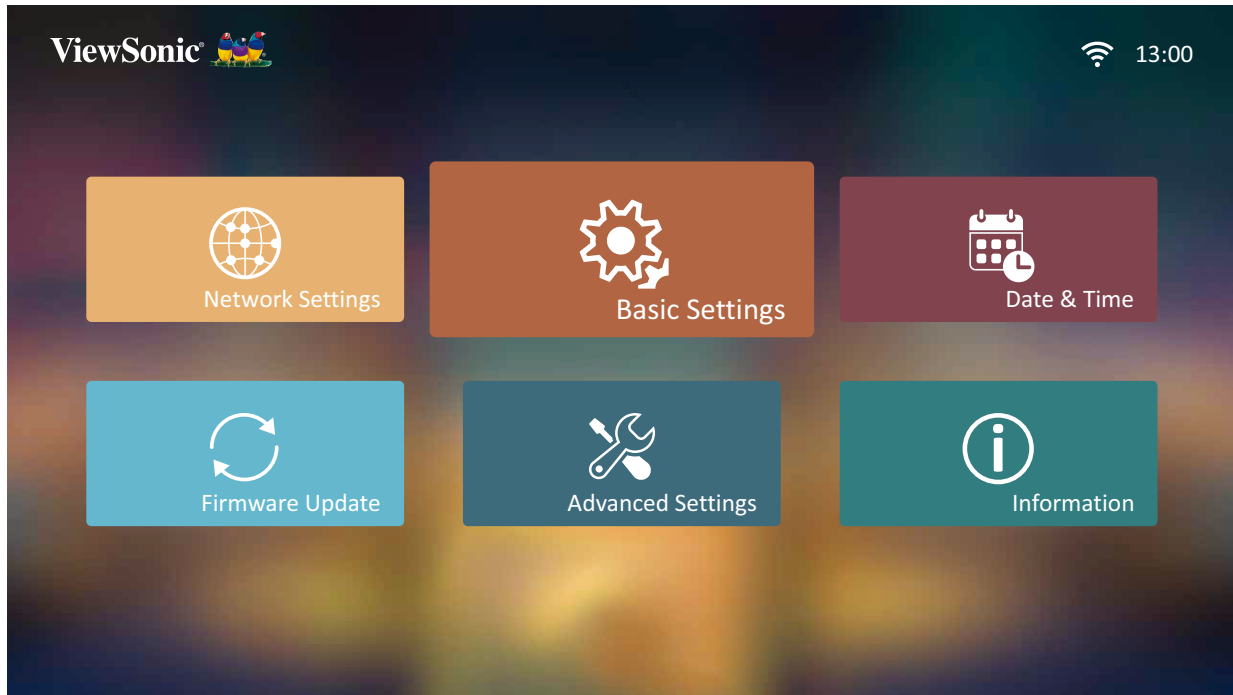 ViewSonic®
13:00
Network Settings
Basic Settings
Date & Time
Firmware Update
Advanced Settings
Information